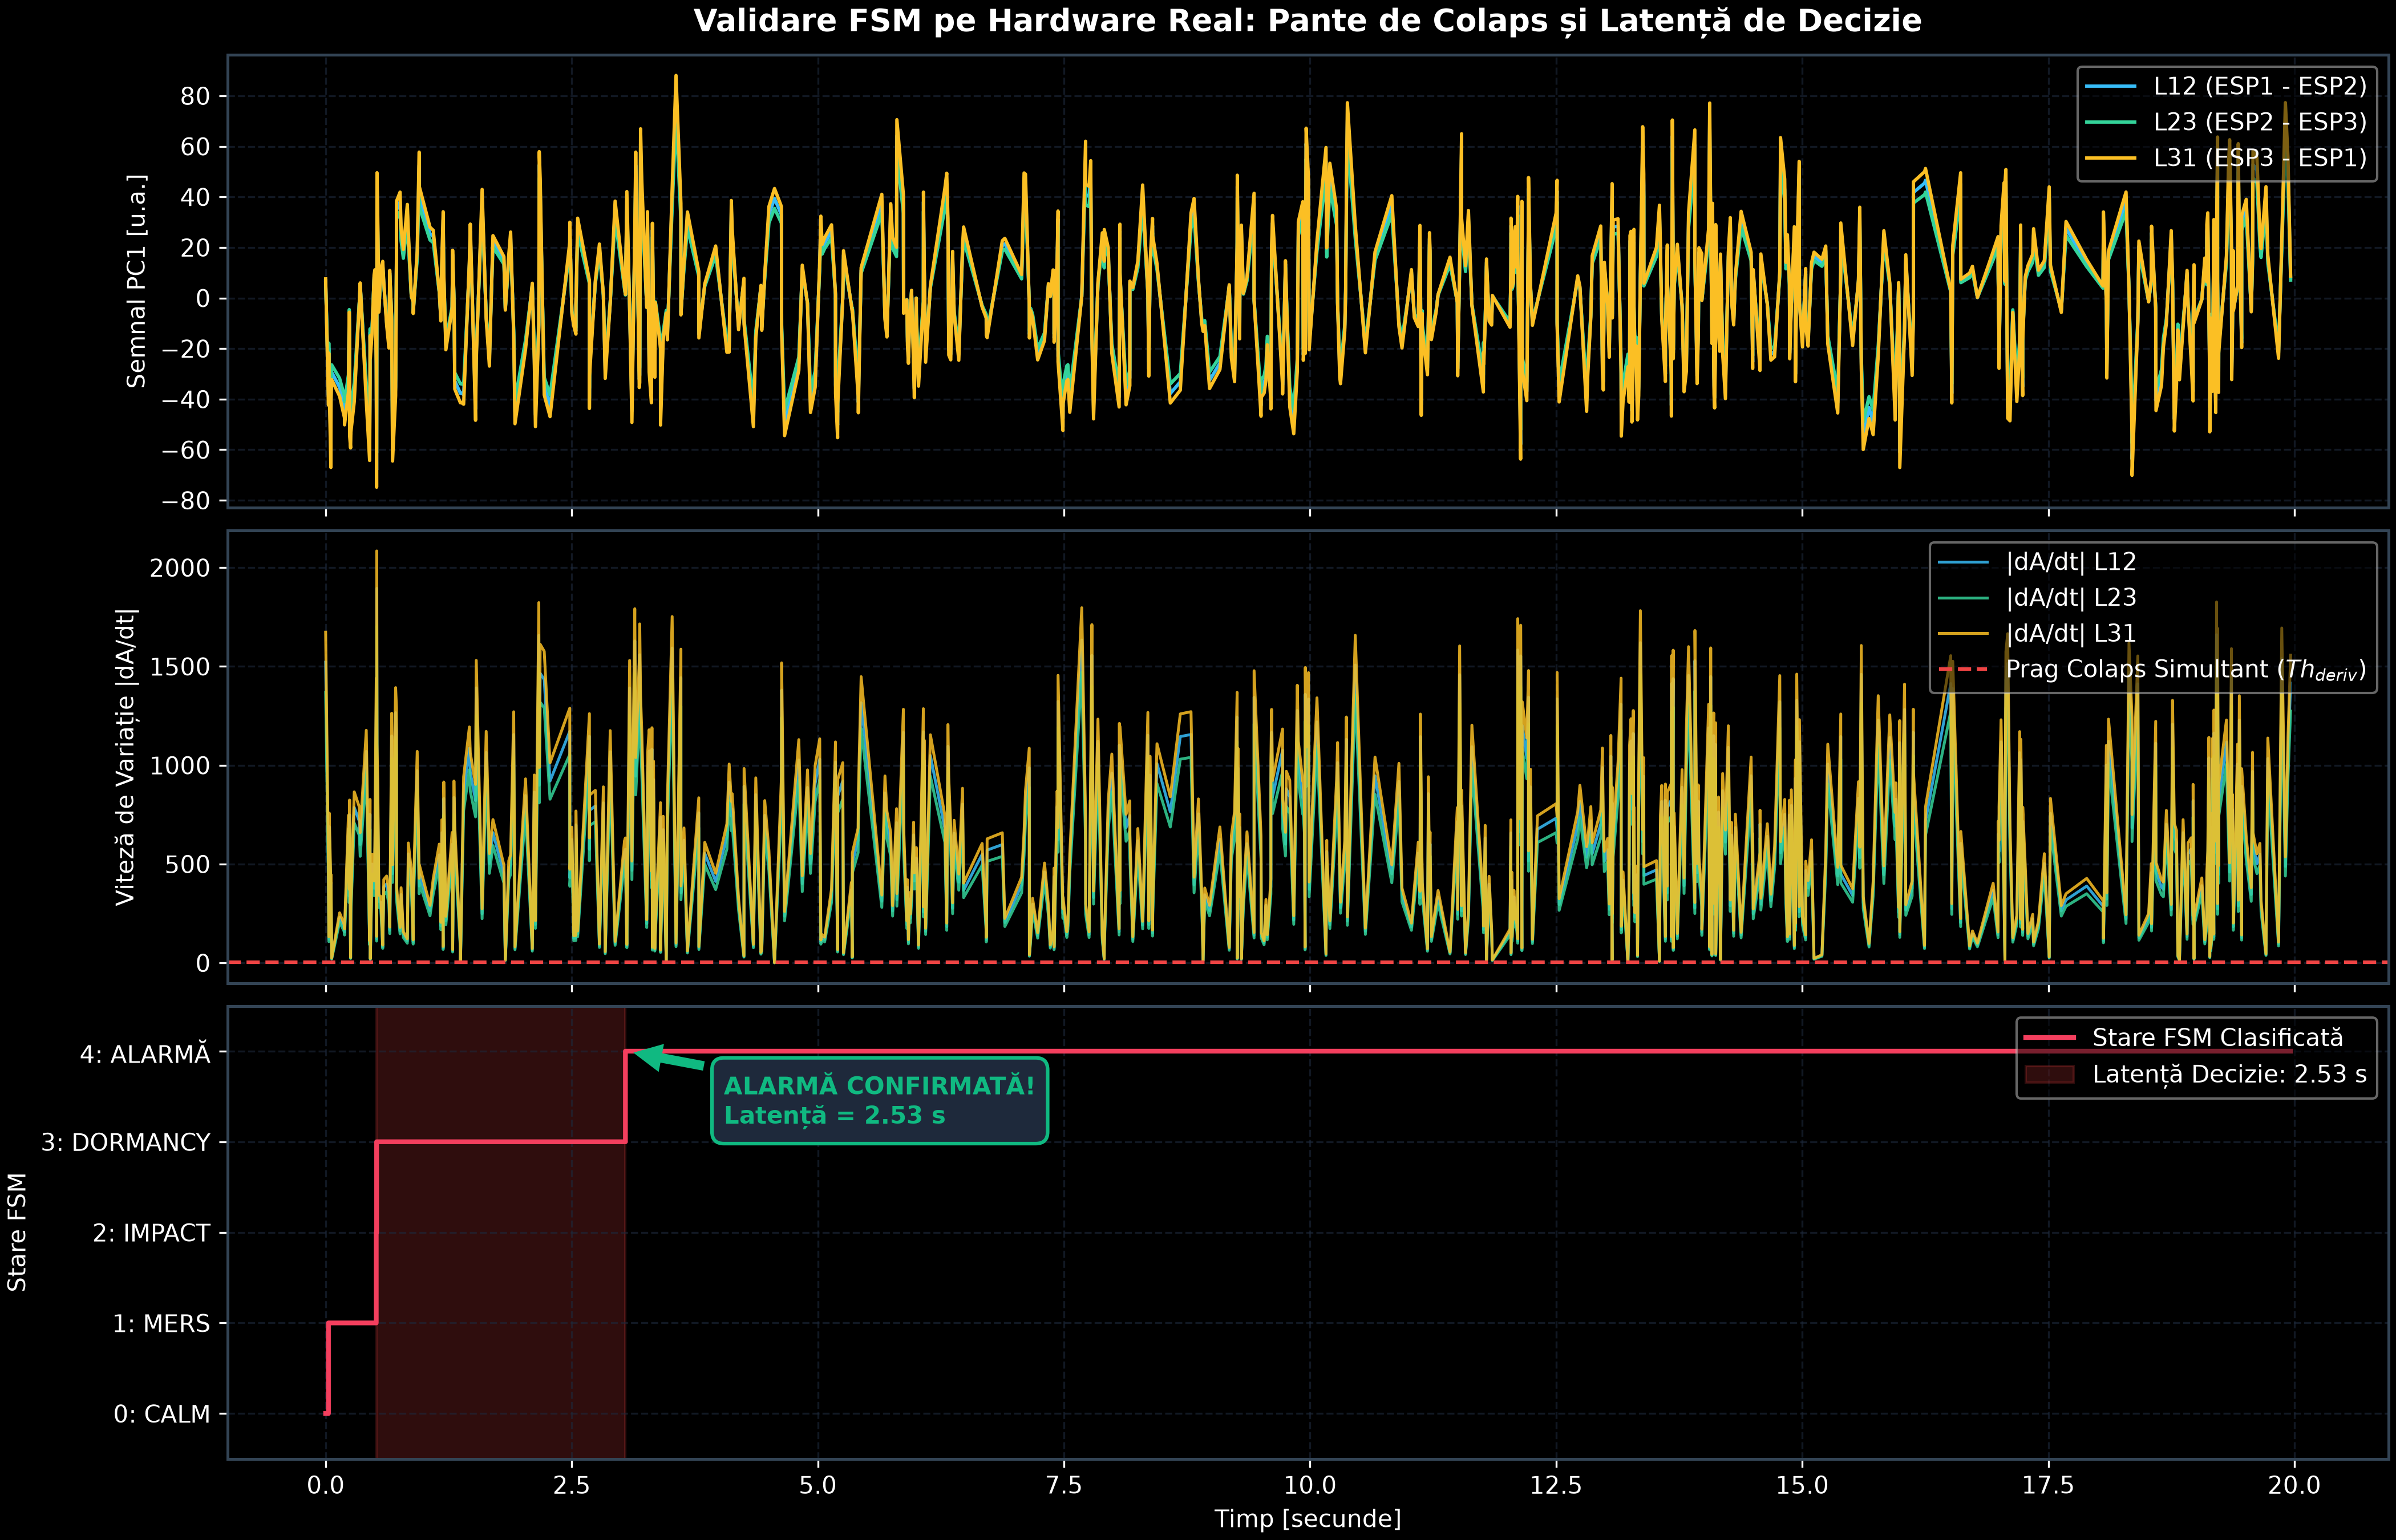 Validare FSM pe Hardware Real: Pante de Colaps și Latență de Decizie
Semnal PC1 [u.a.]
80
60
40
20
0
−20
−40
−60
−80
L12 (ESP1 - ESP2)
L23 (ESP2 - ESP3)
L31 (ESP3 - ESP1)
Viteză de Variație |dA/dt|
2000
1500
1000
500
0
|dA/dt| L12
|dA/dt| L23
|dA/dt| L31
Prag Colaps Simultant (Th_deriv)
Stare FSM
4: ALARMĂ
3: DORMANCY
2: IMPACT
1: MERS
0: CALM
ALARMĂ CONFIRMATĂ!
Latență = 2.53 s
Stare FSM Clasificată
Latență Decizie: 2.53 s
0.0 2.5 5.0 7.5 10.0 12.5 15.0 17.5 20.0
Timp [secunde]